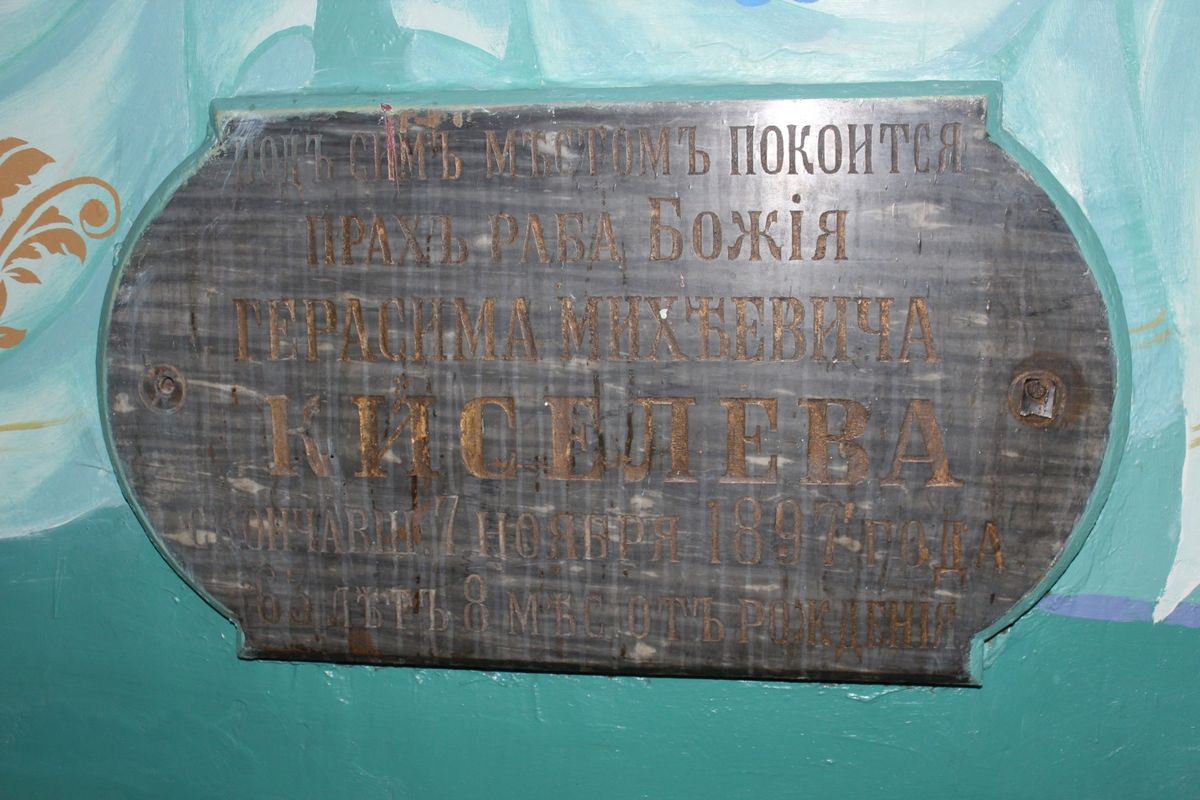 ПОДЪ СИМЪ МѢСТОМЪ ПОКОИТСЯ
ПРАХЪ РАБА БОЖІЯ
ГЕРАСИМА МИХѢЕВИЧА
КИСЕЛЕВА
СКОНЧАВШ. 7 НОЯБРЯ 1897 ГОДА.
63 ЛѢТЪ 8 МѢС. ОТЪ РОЖДЕНІЯ